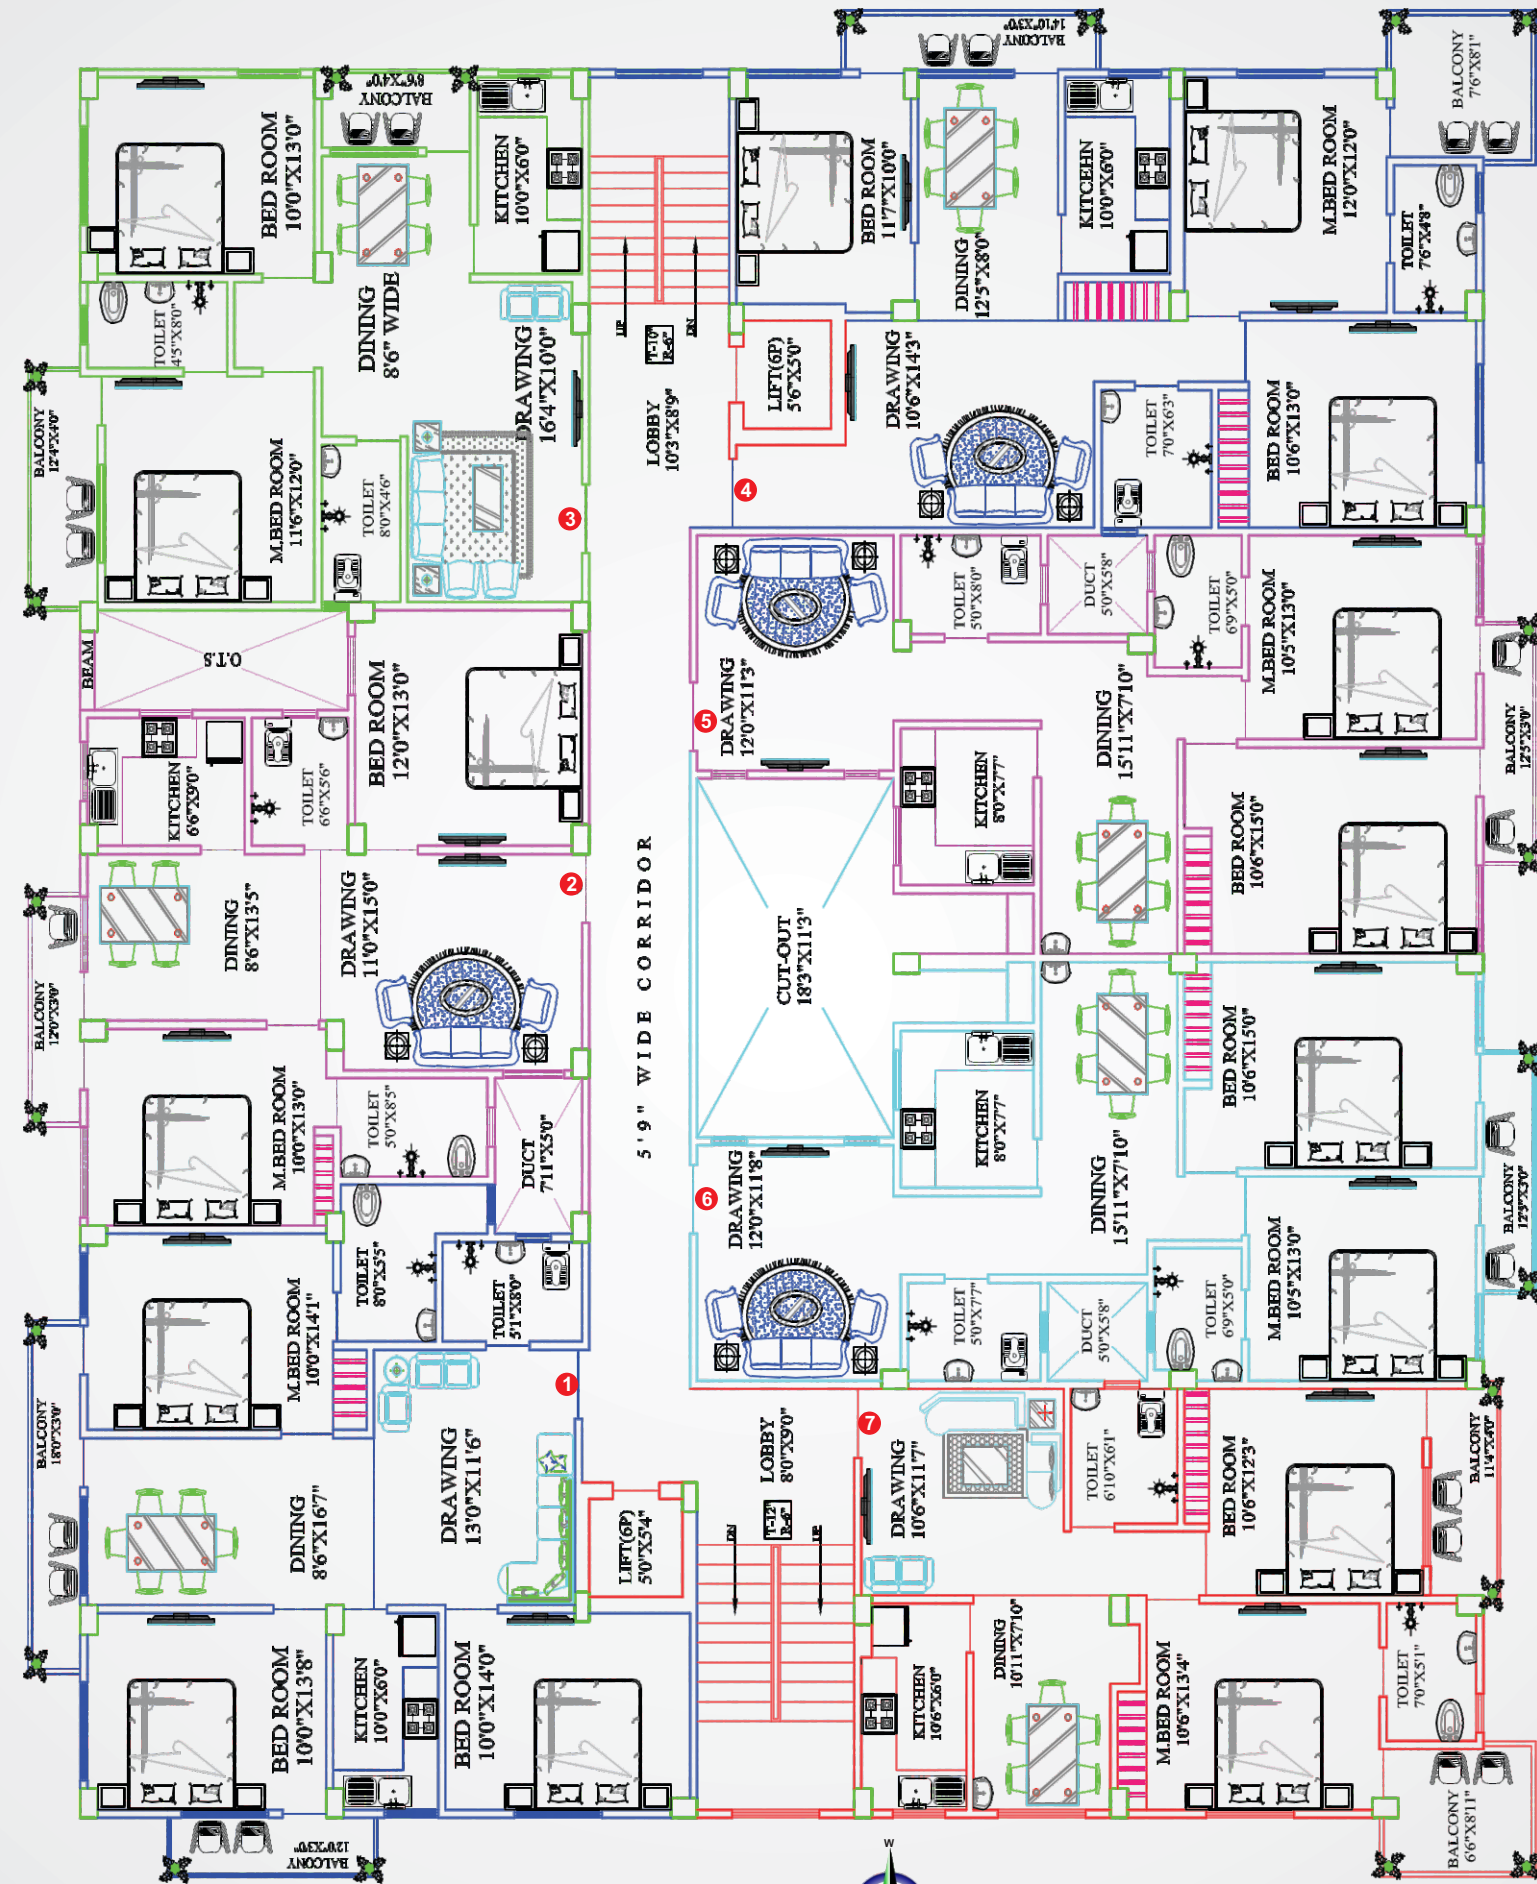 BALCONY
14'10"X3'0"
BALCONY
7'6"X8'1"
BALCONY
8'6"X4'0"
BED ROOM
10'0"X13'0"
KITCHEN
10'0"X6'0"
BED ROOM
11'7"X10'0"
DINING
12'5"X8'0"
KITCEHN
10'0"X6'0"
M.BED ROOM
12'0"X12'0"
TOILET
7'6"X4'8"
TOILET
4'5"X8'0"
DINING
8'6" WIDE
DRAWING
16'4"X10'0"
UP
DN
T-10"
R-6"
LOBBY
10'3"X8'9"
LIFT(6P)
5'6"X5'0"
DRAWING
10'6"X14'3"
TOILET
7'0"X6'3"
BED ROOM
10'6"X13'0"
BALCONY
12'4"X4'0"
M.BED ROOM
11'6"X12'0"
TOILET
8'0"X4'6"
3
4
BEAM
O.T.S
BED ROOM
12'0"X13'0"
TOILET
5'0"X8'0"
DUCT
5'0"X5'8"
TOILET
6'9"X5'0"
M.BED ROOM
10'5"X13'0"
5
DRAWING
12'0"X11'3"
DINING
15'11"X7'10"
BALCONY
12'5"X3'0"
KITCHEN
6'6"X9'0"
TOILET
6'6"X5'6"
KITCHEN
8'0"X7'7"
BED ROOM
10'6"X15'0"
2
5'9" WIDE CORRIDOR
DINING
8'6"X13'5"
DRAWING
11'0"X15'0"
CUT-OUT
18'3"X11'3"
BALCONY
12'0"X3'0"
BED ROOM
10'6"X15'0"
M.BED ROOM
10'0"X13'0"
TOILET
5'0"X8'5"
DUCT
7'11"X5'0"
KITCHEN
8'0"X7'7"
6
DRAWING
12'0"X11'8"
DINING
15'11"X7'10"
BALCONY
12'5"X3'0"
M.BED ROOM
10'0"X14'1"
TOILET
8'0"X5'5"
TOILET
5'1"X8'0"
TOILET
5'0"X7'7"
DUCT
5'0"X5'8"
TOILET
6'9"X5'0"
M.BED ROOM
10'5"X13'0"
1
BALCONY
18'0"X3'0"
LOBBY
8'0"X9'0"
7
DRAWING
10'6"X11'7"
TOILET
6'10"X6'1"
BED ROOM
10'6"X12'3"
BALCONY
11'4"X4'0"
DINING
8'6"X16'7"
DRAWING
13'0"X11'6"
LIFT(6P)
5'0"X5'4"
DN
T-12"
R-6"
UP
BED ROOM
10'0"X13'8"
KITCHEN
10'0"X6'0"
BED ROOM
10'0"X14'0"
KITCHEN
10'6"X6'0"
DINING
10'11"X7'10"
M.BED ROOM
10'6"X13'4"
TOILET
7'0"X5'1"
BALCONY
12'0"X3'0"
BALCONY
6'6"X8'11"
W